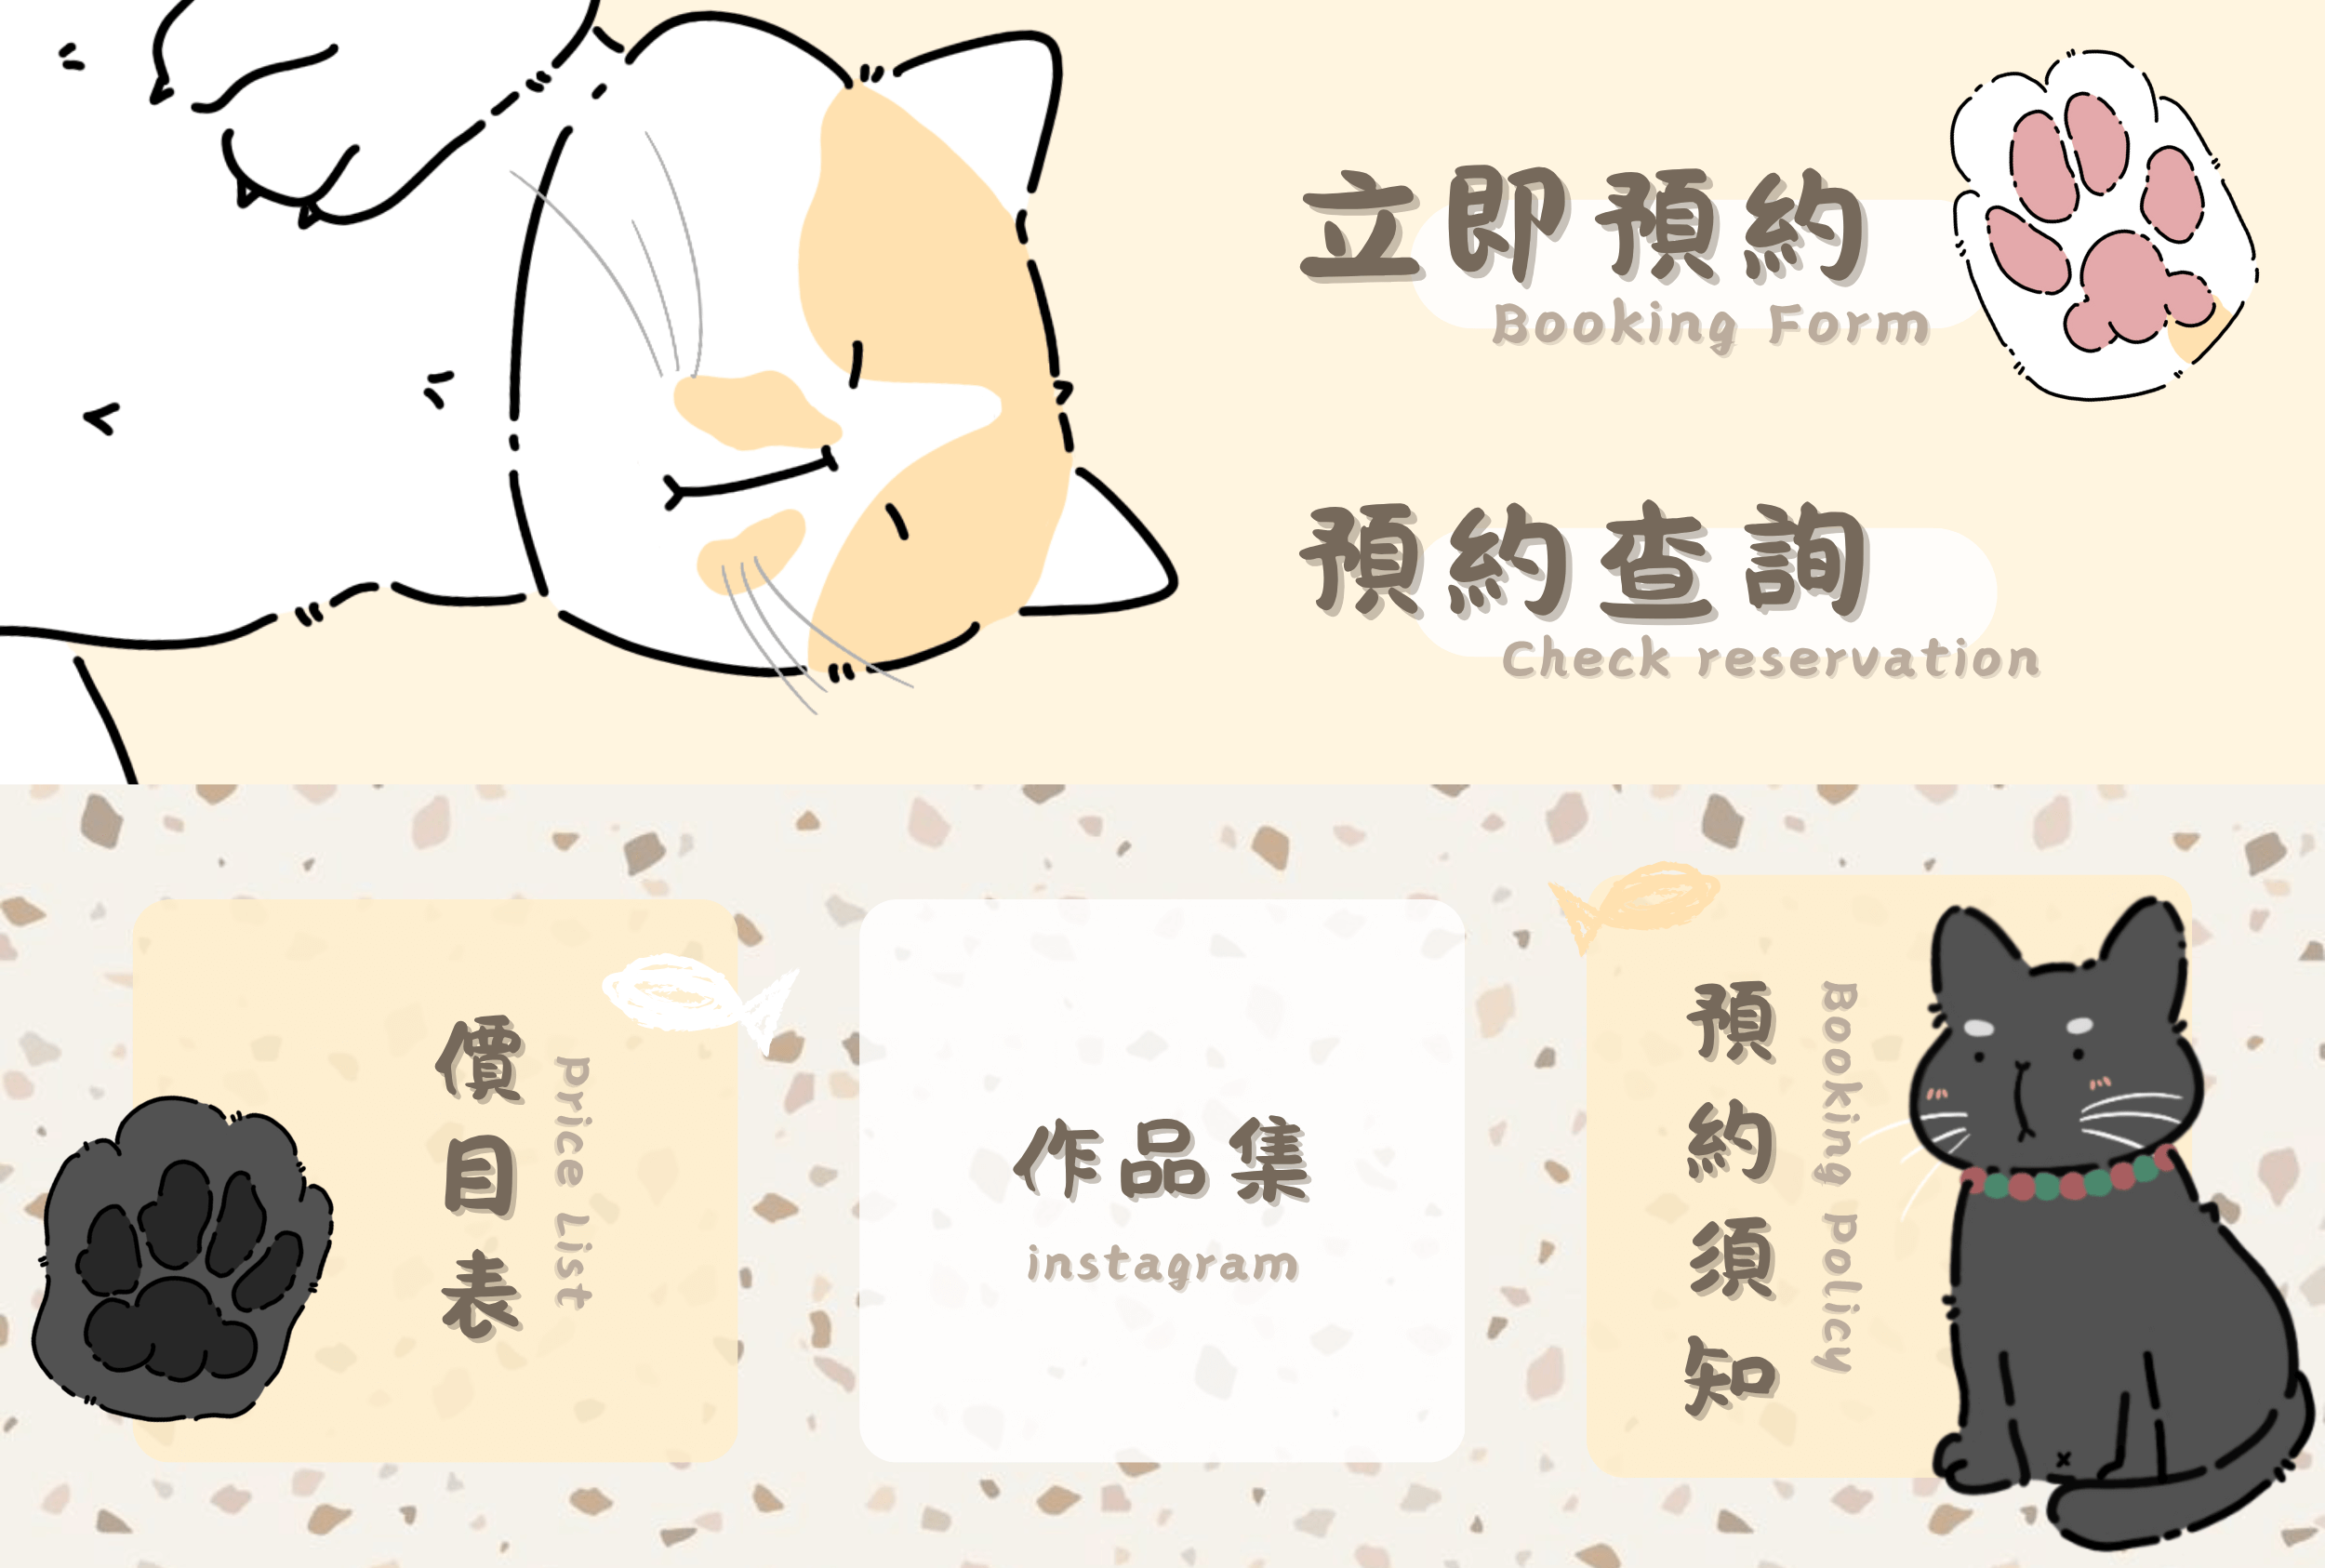 立即預約
Booking Form
預約查詢
Check reservation
價目表
price List
作品集
instagram
預約須知
Booking policy